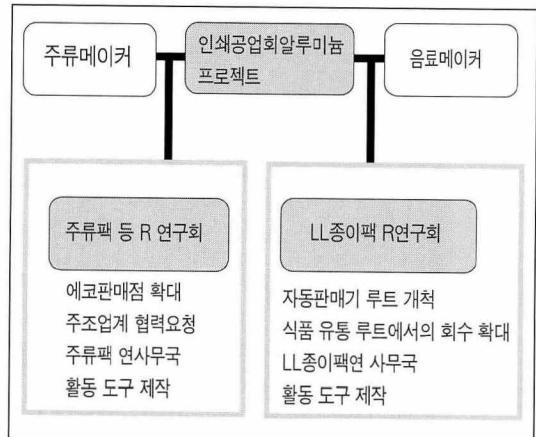 주류메이커
인쇄공업회알루미늄
프로젝트
음료메이커
주류팩 등 R 연구회
에코판매점 확대
주조업계 협력요청
주류팩 연사무국
활동 도구 제작
LL종이팩 R연구회
자동판매기 루트 개척
식품 유통 루트에서의 회수 확대
LL종이팩연 사무국
활동 도구 제작